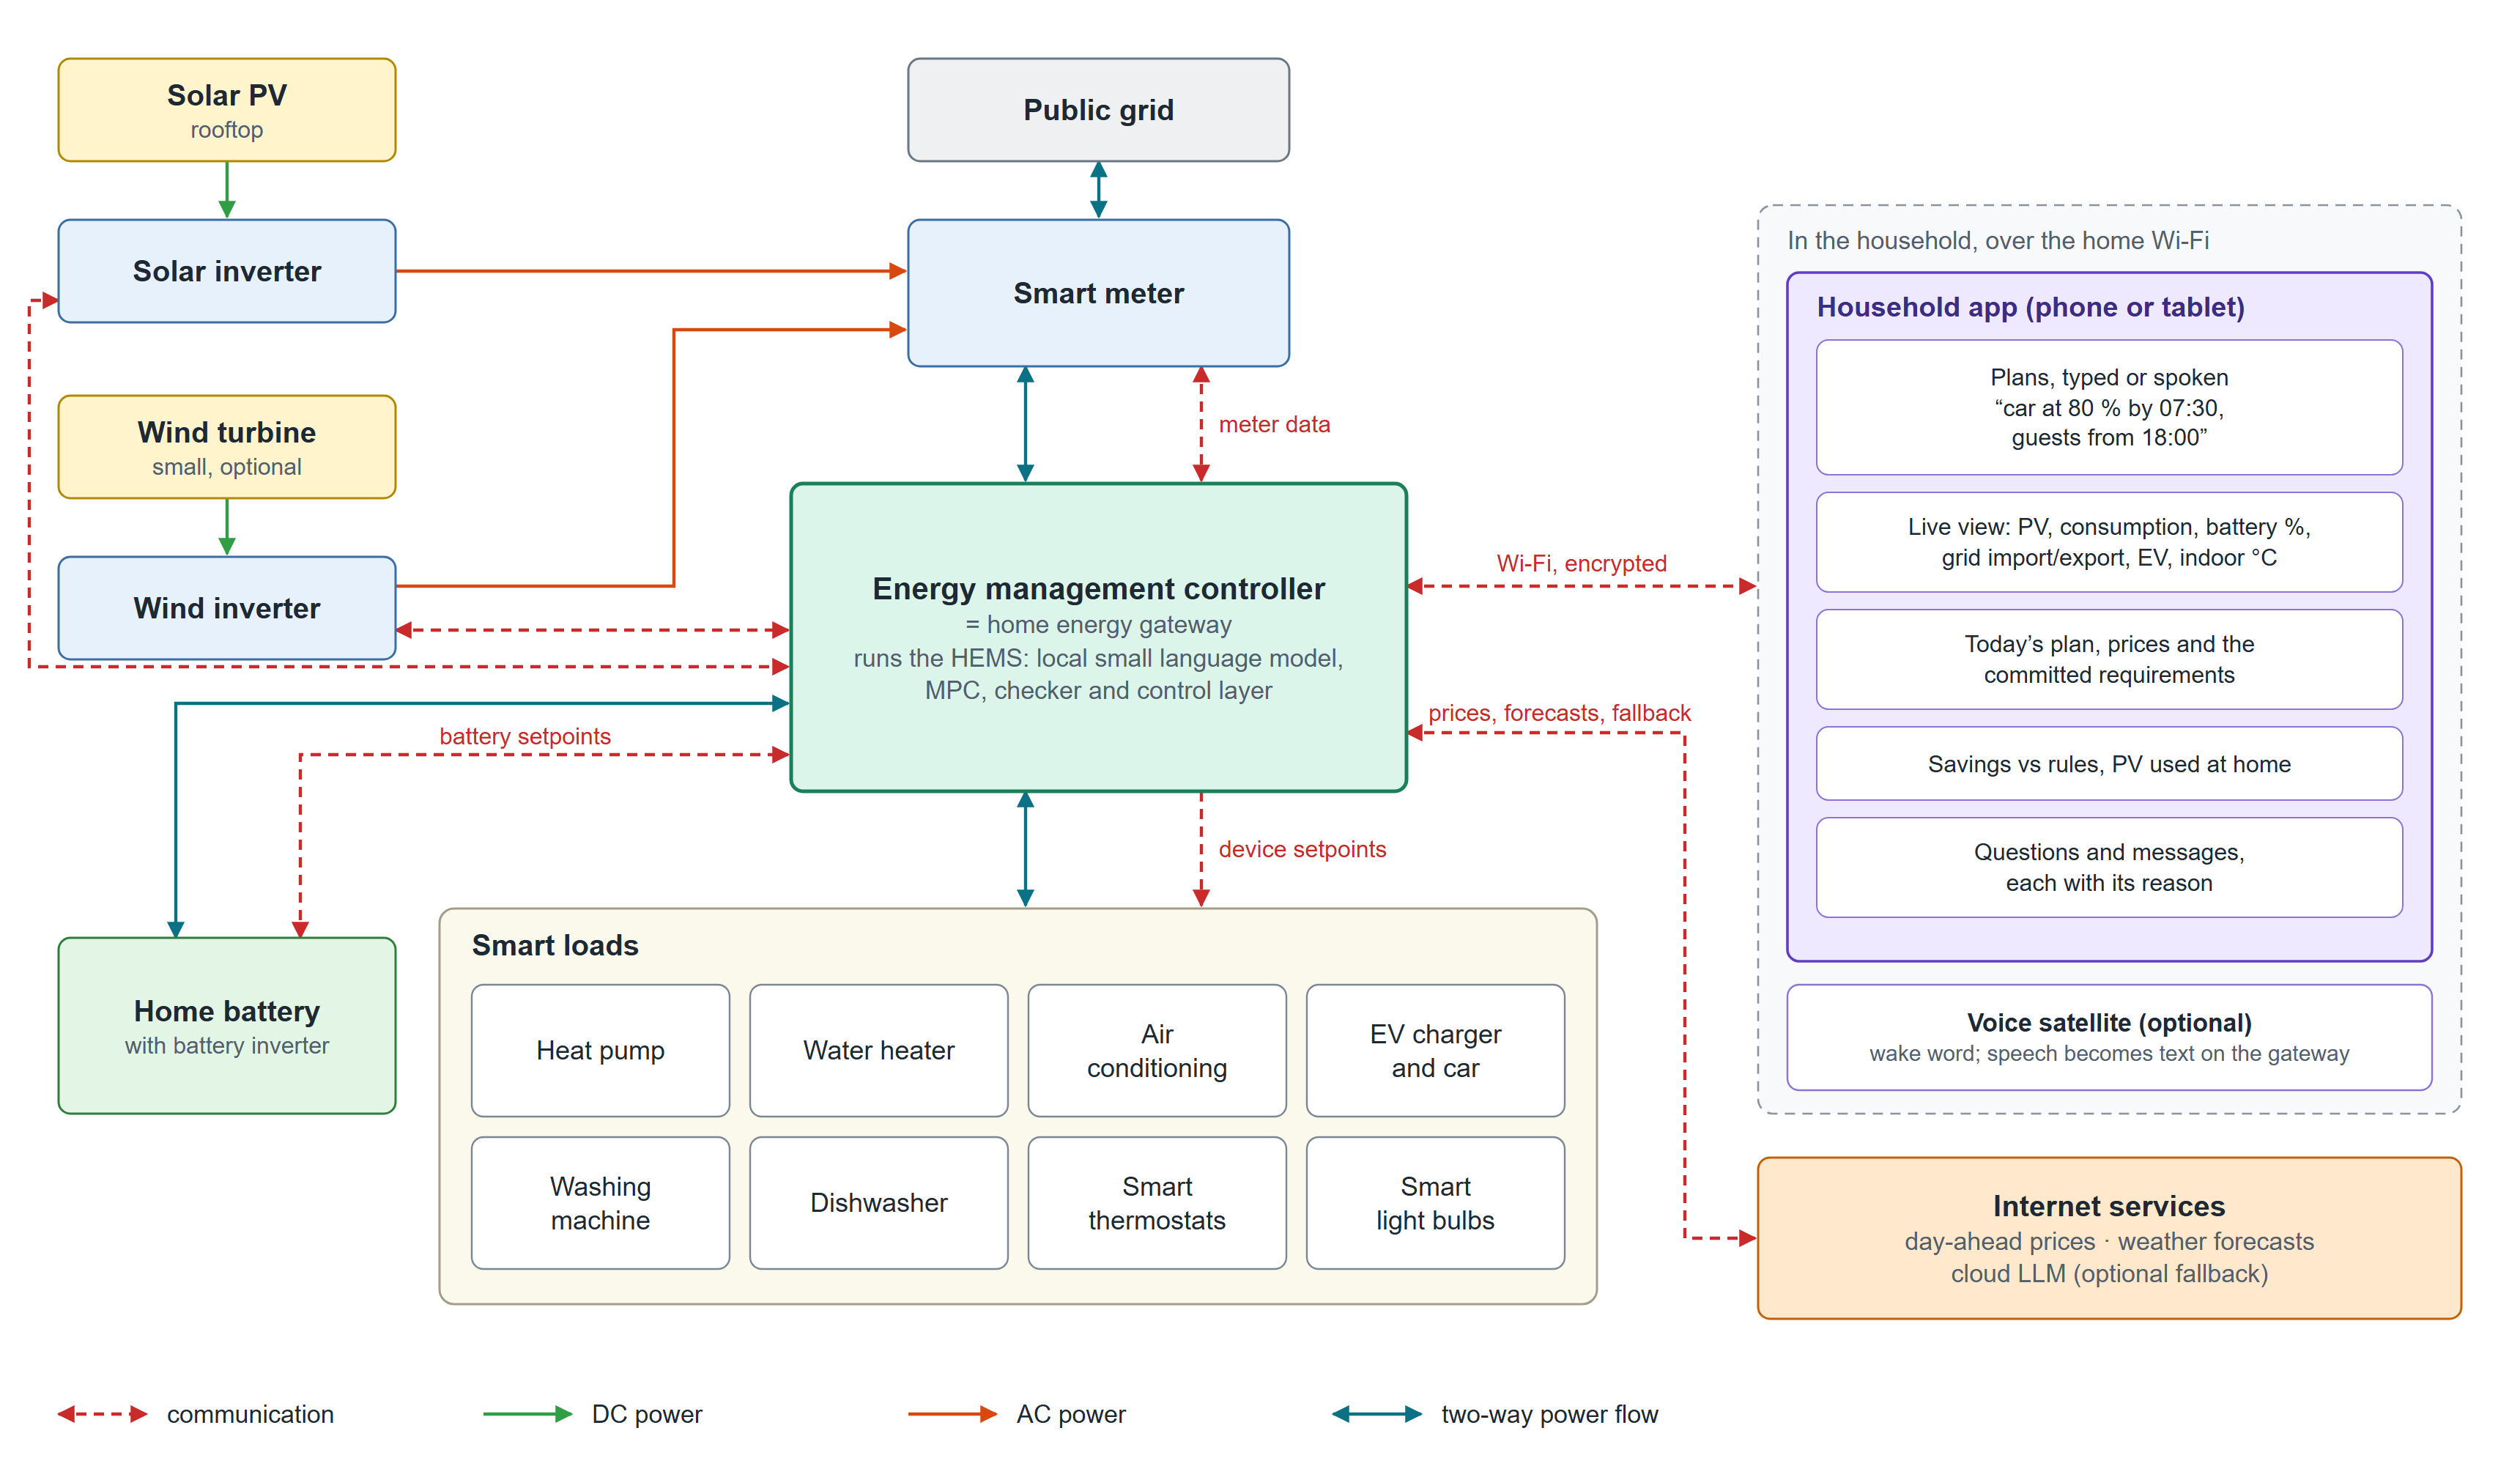 Solar PV
rooftop
Public grid
Solar inverter
Smart meter
Wind turbine
small, optional
Wind inverter
meter data
Energy management controller
= home energy gateway
runs the HEMS: local small language model,
MPC, checker and control layer
Wi-Fi, encrypted
prices, forecasts, fallback
battery setpoints
device setpoints
Home battery
with battery inverter
Smart loads
Heat pump
Water heater
Air
conditioning
EV charger
and car
Washing
machine
Dishwasher
Smart
thermostats
Smart
light bulbs
In the household, over the home Wi-Fi
Household app (phone or tablet)
Plans, typed or spoken
“car at 80 % by 07:30,
guests from 18:00”
Live view: PV, consumption, battery %,
grid import/export, EV, indoor °C
Today’s plan, prices and the
committed requirements
Savings vs rules, PV used at home
Questions and messages,
each with its reason
Voice satellite (optional)
wake word; speech becomes text on the gateway
Internet services
day-ahead prices · weather forecasts
cloud LLM (optional fallback)
communication
DC power
AC power
two-way power flow